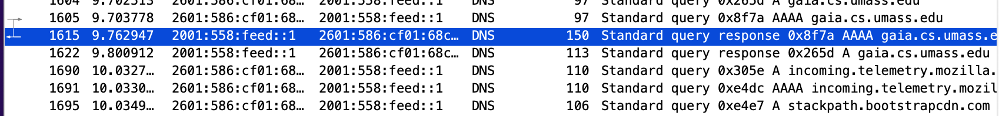 1604 9.702513 2601:586:cf01:68… 2001:558:feed::1 DNS 97 Standard query 0x265d A gaia.cs.umass.edu
1605 9.703778 2601:586:cf01:68… 2001:558:feed::1 DNS 97 Standard query 0x8f7a AAAA gaia.cs.umass.edu
1615 9.762947 2001:558:feed::1 2601:586:cf01:68c… DNS 150 Standard query response 0x8f7a AAAA gaia.cs.umass.e
1622 9.800912 2001:558:feed::1 2601:586:cf01:68c… DNS 113 Standard query response 0x265d A gaia.cs.umass.edu
1690 10.0327… 2601:586:cf01:68… 2001:558:feed::1 DNS 110 Standard query 0x305e A incoming.telemetry.mozilla.
1691 10.0330… 2601:586:cf01:68… 2001:558:feed::1 DNS 110 Standard query 0xe4dc AAAA incoming.telemetry.mozil
1695 10.0349… 2601:586:cf01:68… 2001:558:feed::1 DNS 106 Standard query 0xe4e7 A stackpath.bootstrapcdn.com